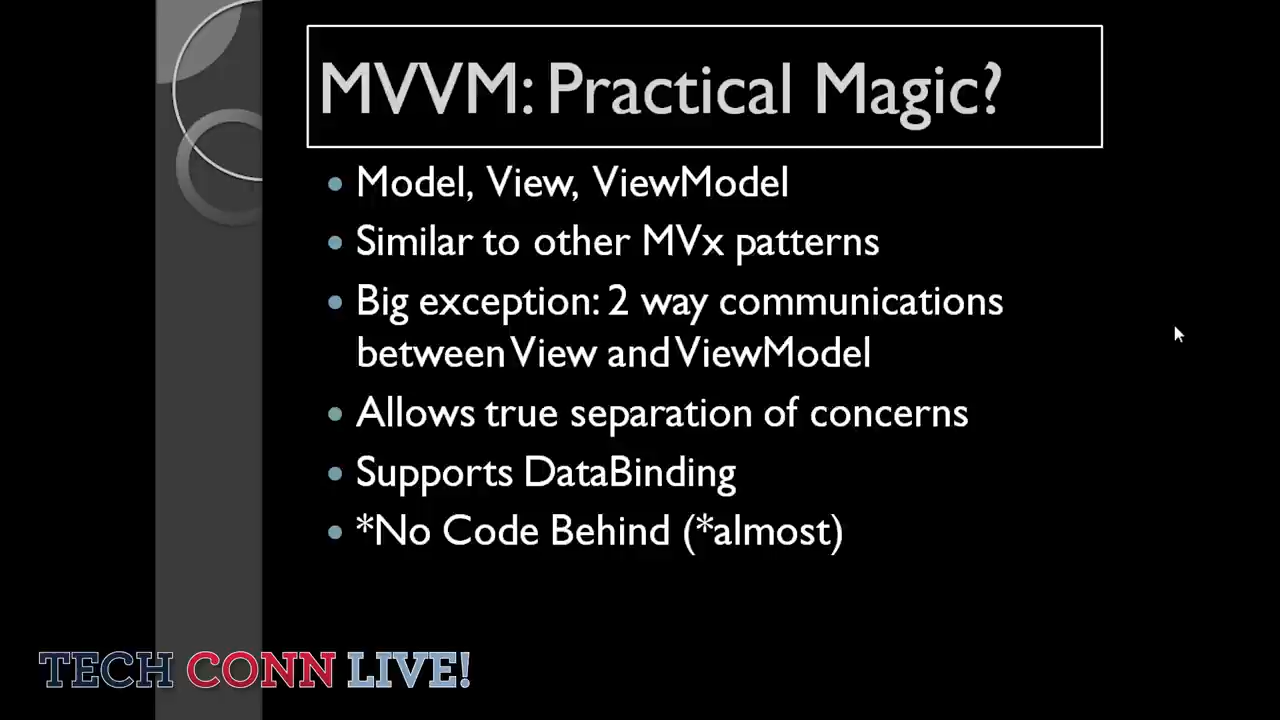 MVVM: Practical Magic?
• Model, View, ViewModel
• Similar to other MVx patterns
• Big exception: 2 way communications
between View and ViewModel
• Allows true separation of concerns
• Supports DataBinding
• *No Code Behind (*almost)
TECH CONN LIVE!